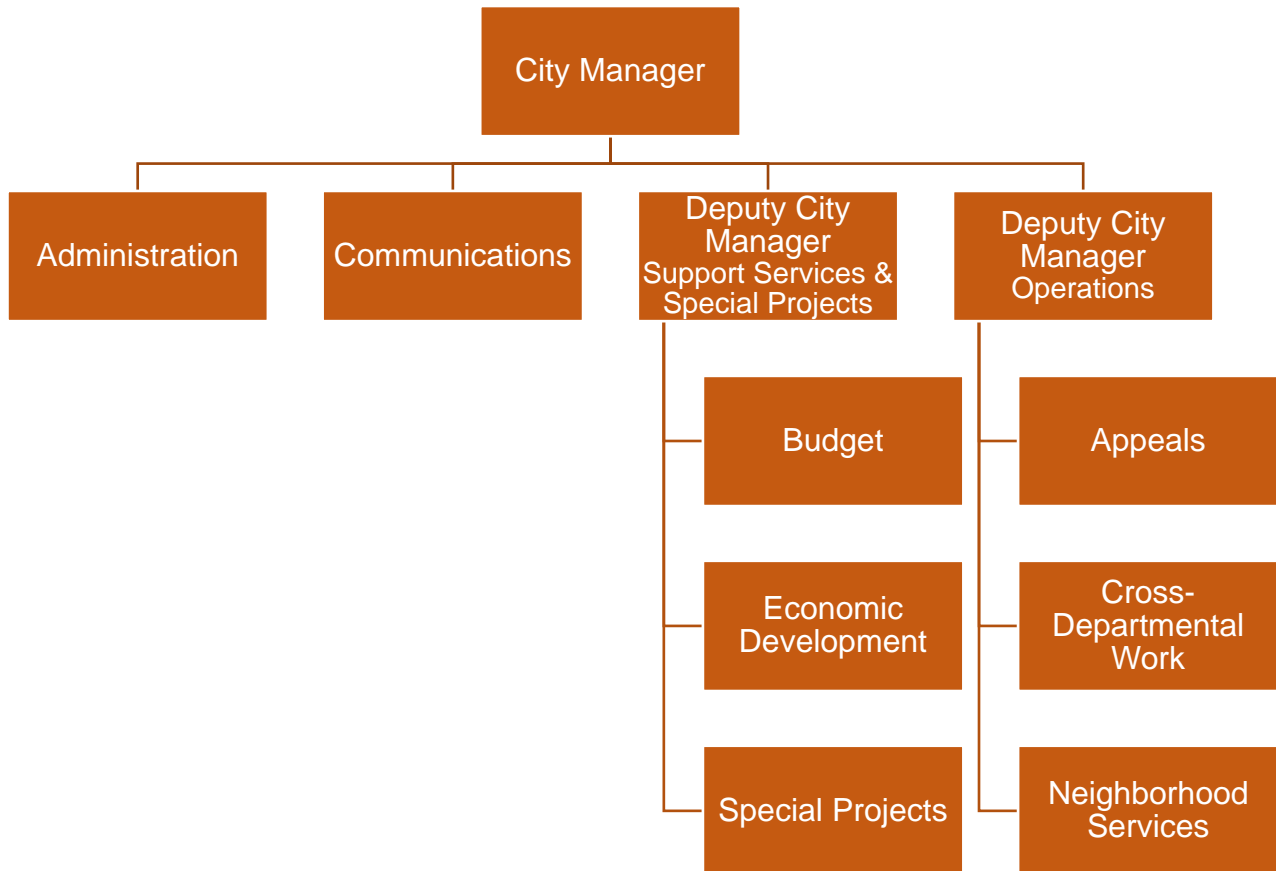 City Manager
Administration
Communications
Deputy City
Manager
Support Services &
Special Projects
Deputy City
Manager
Operations
Budget
Economic
Development
Special Projects
Appeals
Cross-
Departmental
Work
Neighborhood
Services